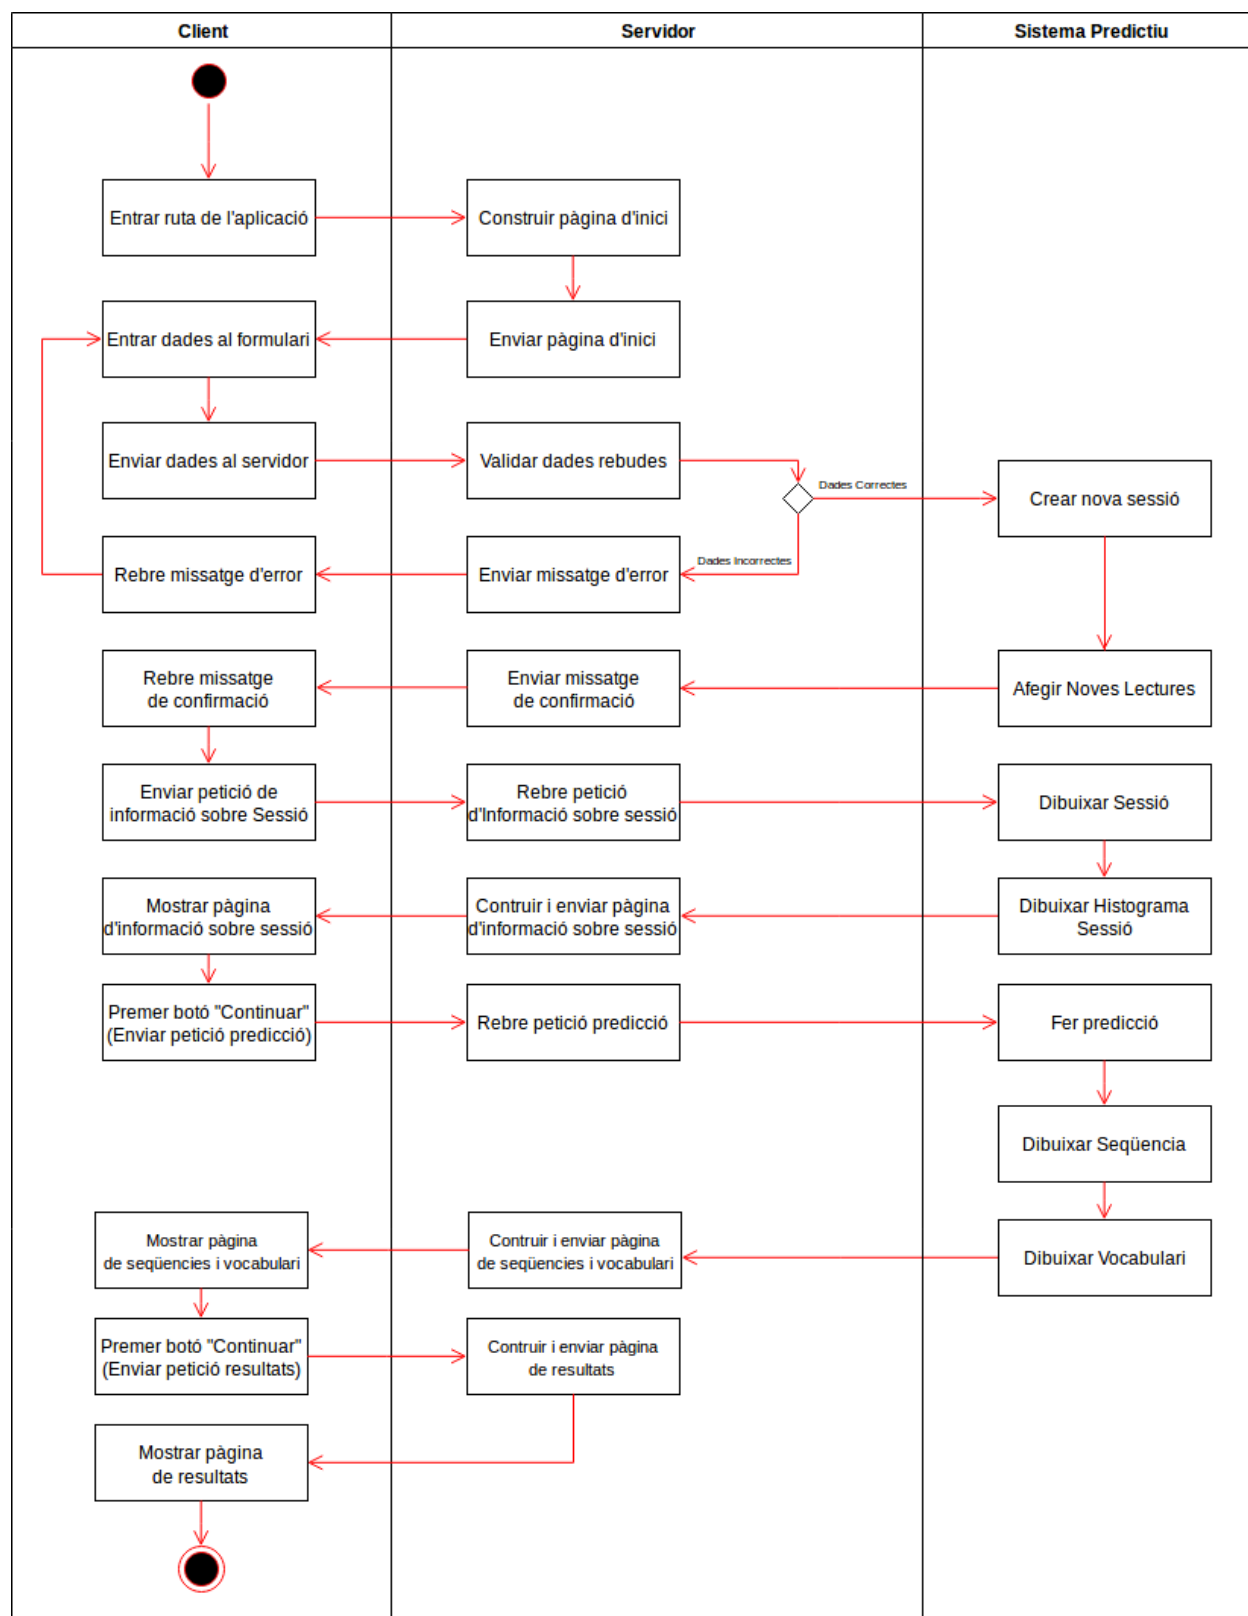 Client
Servidor
Sistema Predictiu
Entrar ruta de l'aplicació
Construir pàgina d'inici
Entrar dades al formulari
Enviar pàgina d'inici
Enviar dades al servidor
Validar dades rebudes
Dades Correctes
Crear nova sessió
Dades Incorrectes
Rebre missatge d'error
Enviar missatge d'error
Rebre missatge
de confirmació
Enviar missatge
de confirmació
Afegir Noves Lectures
Enviar petició de
informació sobre Sessió
Rebre petició
d'Informació sobre sessió
Dibuixar Sessió
Mostrar pàgina
d'informació sobre sessió
Contruir i enviar pàgina
d'informació sobre sessió
Dibuixar Histograma
Sessió
Premer botó "Continuar"
(Enviar petició predicció)
Rebre petició predicció
Fer predicció
Dibuixar Seqüencia
Mostrar pàgina
de seqüencies i vocabulari
Contruir i enviar pàgina
de seqüencies i vocabulari
Dibuixar Vocabulari
Premer botó "Continuar"
(Enviar petició resultats)
Contruir i enviar pàgina
de resultats
Mostrar pàgina
de resultats